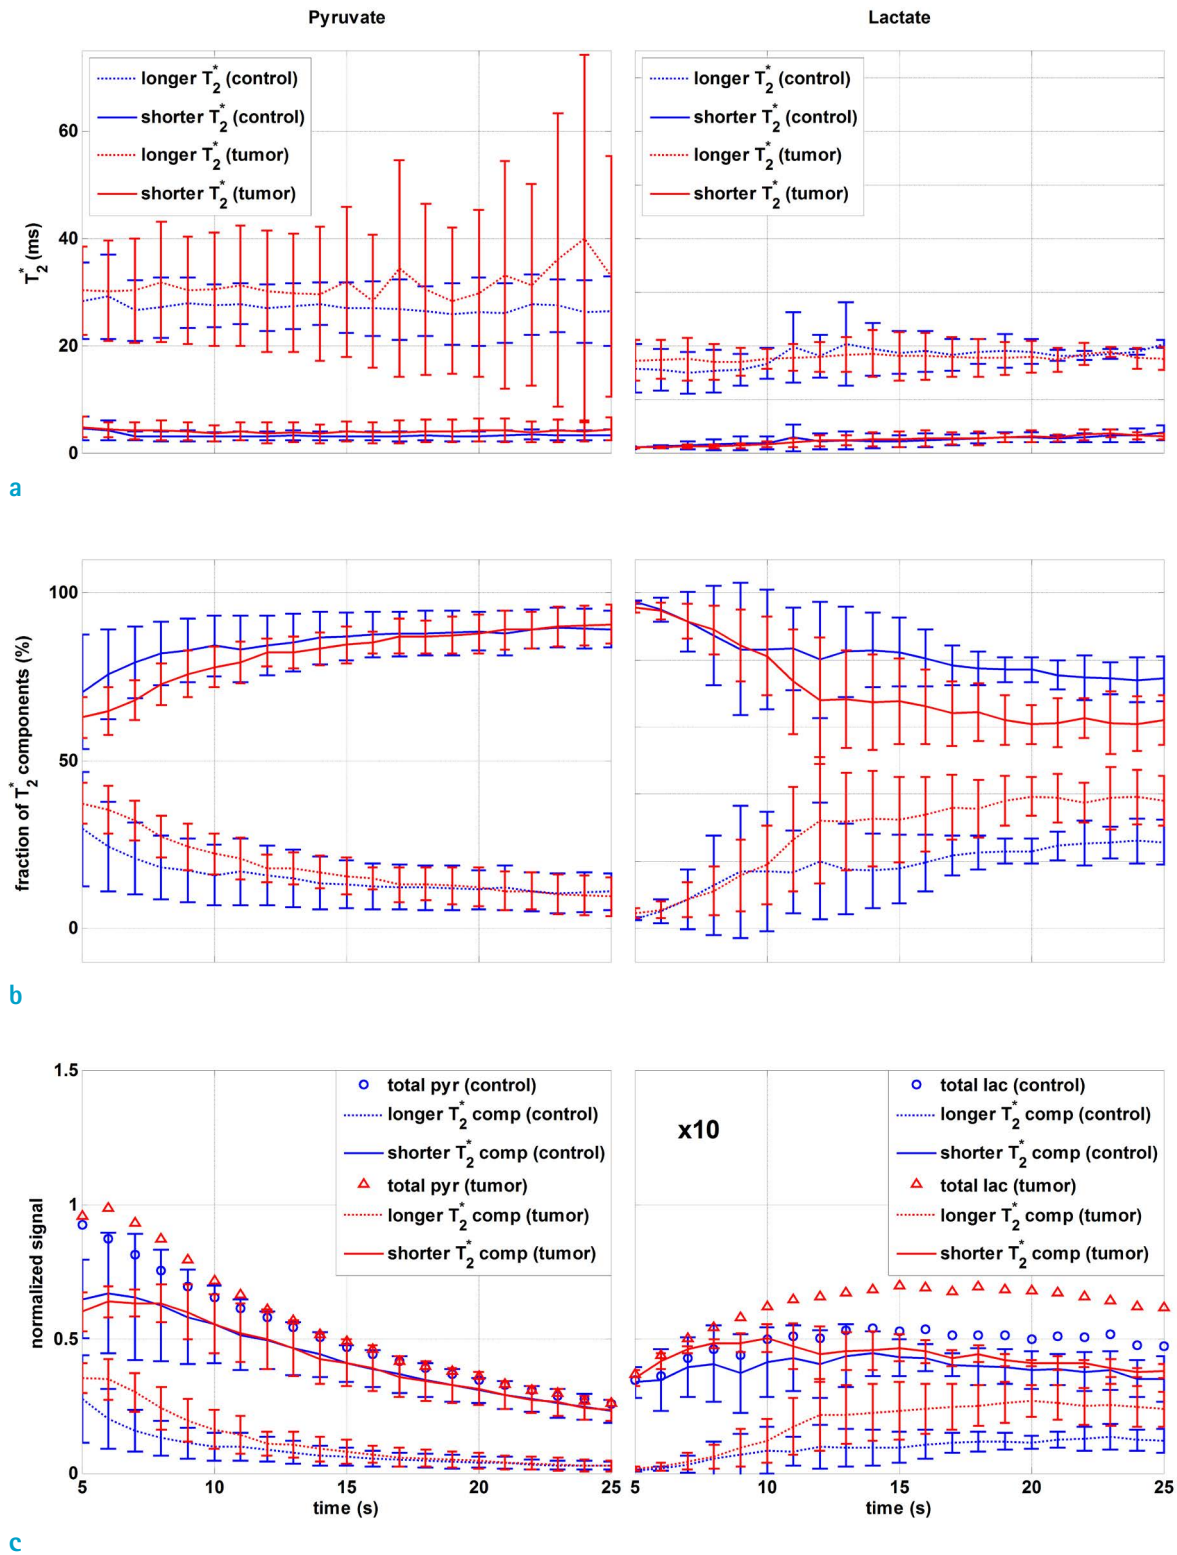 Pyruvate
Lactate
longer T2* (control)
shorter T2* (control)
longer T2* (tumor)
shorter T2* (tumor)
longer T2* (control)
shorter T2* (control)
longer T2* (tumor)
shorter T2* (tumor)
T2* (ms)
60
40
20
0
a
fraction of T2* components (%)
100
50
0
b
normalized signal
1.5
1
0.5
0
total pyr (control)
longer T2* comp (control)
shorter T2* comp (control)
total pyr (tumor)
longer T2* comp (tumor)
shorter T2* comp (tumor)
x10
total lac (control)
longer T2* comp (control)
shorter T2* comp (control)
total lac (tumor)
longer T2* comp (tumor)
shorter T2* comp (tumor)
5 10 15 20 25
5 10 15 20 25
time (s)
time (s)
c